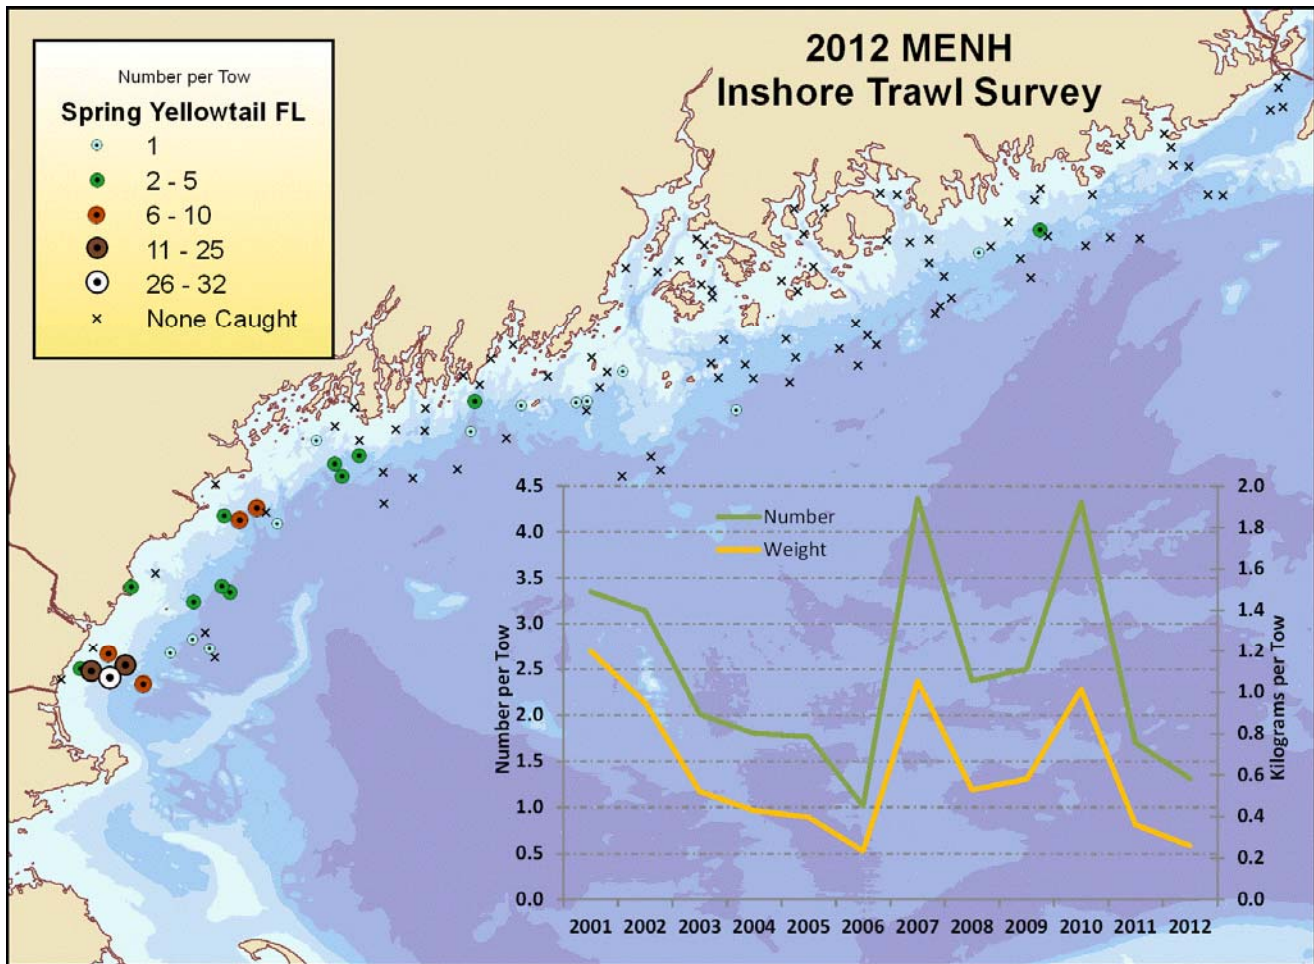 2012 MENH
Inshore Trawl Survey
Number per Tow
Spring Yellowtail FL
1
2 - 5
6 - 10
11 - 25
26 - 32
None Caught
Number
Weight
Number per Tow
4.5
4.0
3.5
3.0
2.5
2.0
1.5
1.0
0.5
0.0
Kilograms per Tow
2.0
1.8
1.6
1.4
1.2
1.0
0.8
0.6
0.4
0.2
0.0
2001 2002 2003 2004 2005 2006 2007 2008 2009 2010 2011 2012